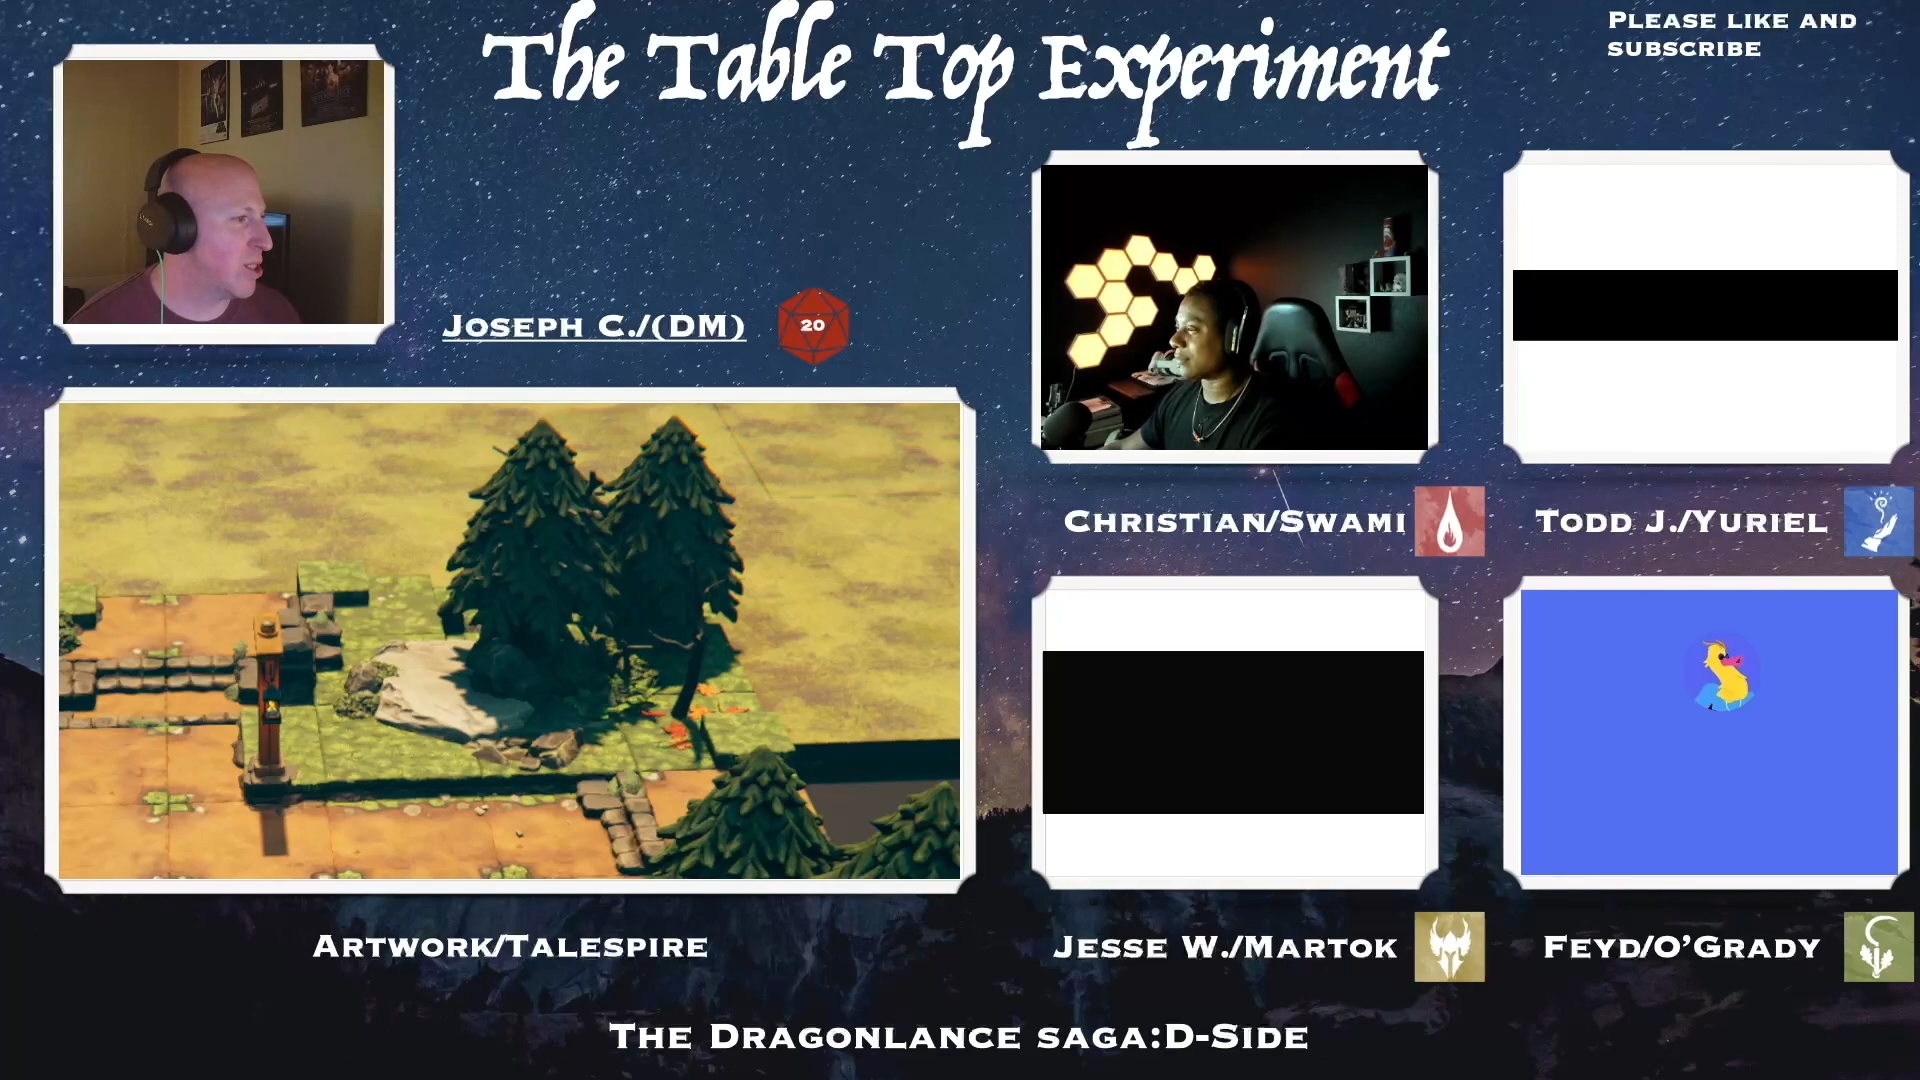 The Table Top Experiment
Please like and
subscribe
Joseph C./(DM)
20
Christian/Swami
Todd J./Yuriel
Artwork/Talespire
Jesse W./Martok
Feyd/O'Grady
The Dragonlance saga:D-Side